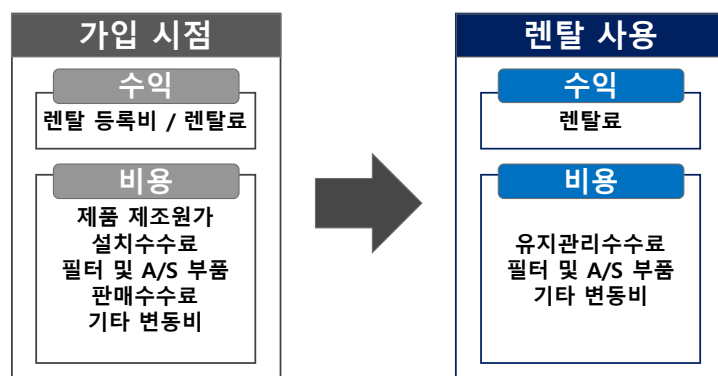 가입 시점
수익
렌탈 등록비 / 렌탈료
비용
제품 제조원가
설치수수료
필터 및 A/S 부품
판매수수료
기타 변동비
렌탈 사용
수익
렌탈료
비용
유지관리수수료
필터 및 A/S 부품
기타 변동비